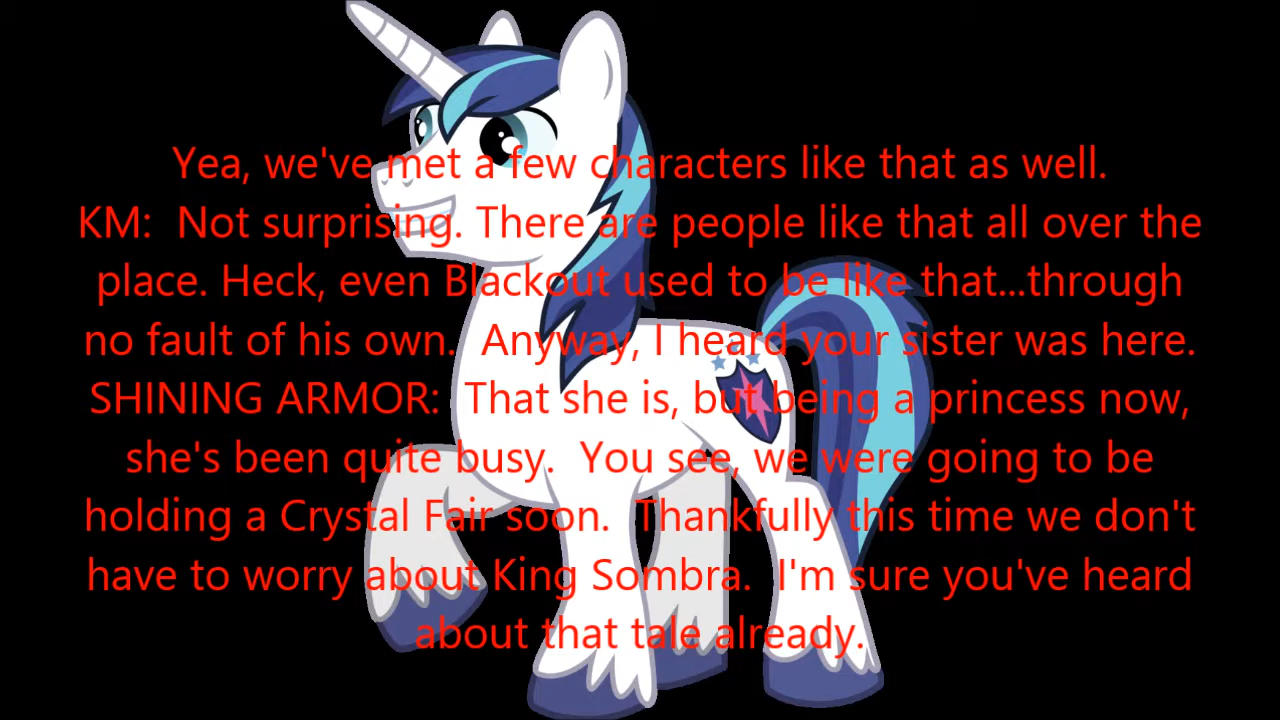 Yea, we've met a few characters like that as well.
KM:  Not surprising. There are people like that all over the
place. Heck, even Blackout used to be like that...through
no fault of his own.  Anyway, I heard your sister was here.
SHINING ARMOR:  That she is, but being a princess now,
she's been quite busy.  You see, we were going to be
holding a Crystal Fair soon.  Thankfully this time we don't
have to worry about King Sombra.  I'm sure you've heard
about that tale already.